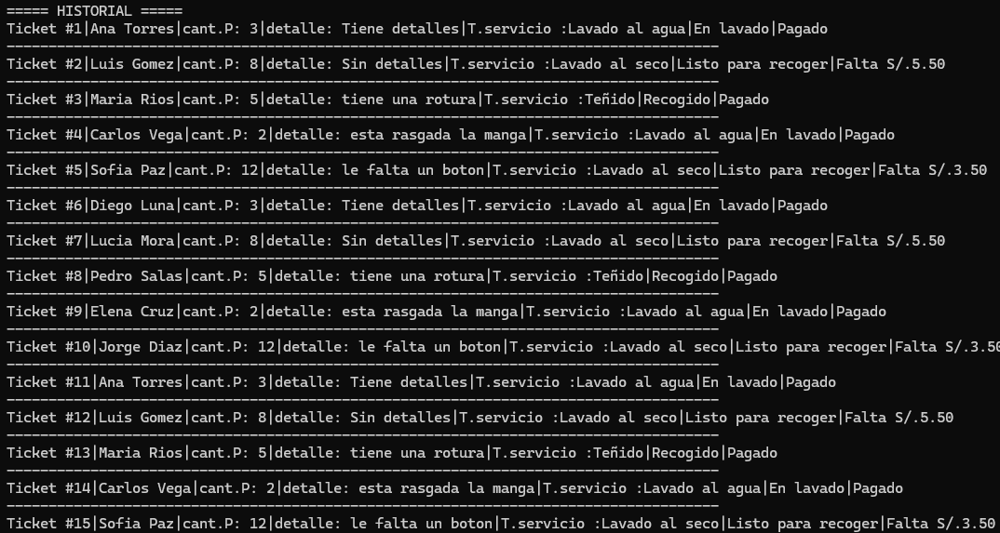 ===== HISTORIAL =====
Ticket #1|Ana Torres|cant.P: 3|detalle: Tiene detalles|T.servicio :Lavado al agua|En lavado|Pagado
-------------------------------------------------------------------------------------
Ticket #2|Luis Gomez|cant.P: 8|detalle: Sin detalles|T.servicio :Lavado al seco|Listo para recoger|Falta S/.5.50
-------------------------------------------------------------------------------------
Ticket #3|Maria Rios|cant.P: 5|detalle: tiene una rotura|T.servicio :Teñido|Recogido|Pagado
-------------------------------------------------------------------------------------
Ticket #4|Carlos Vega|cant.P: 2|detalle: esta rasgada la manga|T.servicio :Lavado al agua|En lavado|Pagado
-------------------------------------------------------------------------------------
Ticket #5|Sofia Paz|cant.P: 12|detalle: le falta un boton|T.servicio :Lavado al seco|Listo para recoger|Falta S/.3.50
-------------------------------------------------------------------------------------
Ticket #6|Diego Luna|cant.P: 3|detalle: Tiene detalles|T.servicio :Lavado al agua|En lavado|Pagado
-------------------------------------------------------------------------------------
Ticket #7|Lucia Mora|cant.P: 8|detalle: Sin detalles|T.servicio :Lavado al seco|Listo para recoger|Falta S/.5.50
-------------------------------------------------------------------------------------
Ticket #8|Pedro Salas|cant.P: 5|detalle: tiene una rotura|T.servicio :Teñido|Recogido|Pagado
-------------------------------------------------------------------------------------
Ticket #9|Elena Cruz|cant.P: 2|detalle: esta rasgada la manga|T.servicio :Lavado al agua|En lavado|Pagado
-------------------------------------------------------------------------------------
Ticket #10|Jorge Diaz|cant.P: 12|detalle: le falta un boton|T.servicio :Lavado al seco|Listo para recoger|Falta S/.3.50
-------------------------------------------------------------------------------------
Ticket #11|Ana Torres|cant.P: 3|detalle: Tiene detalles|T.servicio :Lavado al agua|En lavado|Pagado
-------------------------------------------------------------------------------------
Ticket #12|Luis Gomez|cant.P: 8|detalle: Sin detalles|T.servicio :Lavado al seco|Listo para recoger|Falta S/.5.50
-------------------------------------------------------------------------------------
Ticket #13|Maria Rios|cant.P: 5|detalle: tiene una rotura|T.servicio :Teñido|Recogido|Pagado
-------------------------------------------------------------------------------------
Ticket #14|Carlos Vega|cant.P: 2|detalle: esta rasgada la manga|T.servicio :Lavado al agua|En lavado|Pagado
-------------------------------------------------------------------------------------
Ticket #15|Sofia Paz|cant.P: 12|detalle: le falta un boton|T.servicio :Lavado al seco|Listo para recoger|Falta S/.3.50